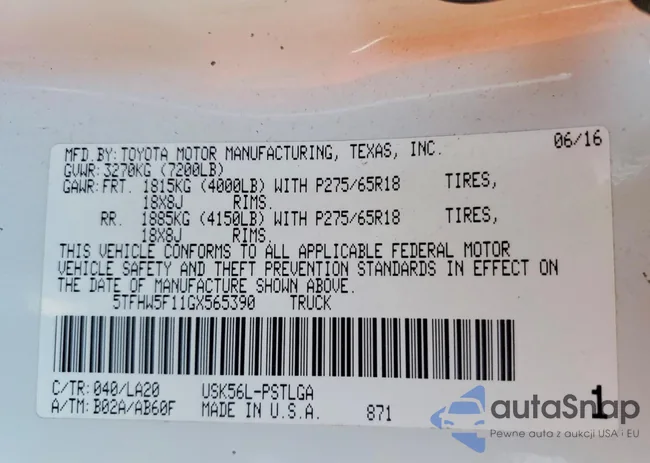 MFD.BY: TOYOTA MOTOR MANUFACTURING, TEXAS, INC. 06/16
GVWR: 3270KG (7200LB)
GAWR: FRT. 1815KG (4000LB) WITH P275/65R18 TIRES,
18X8J RIMS.
RR. 1885KG (4150LB) WITH P275/65R18 TIRES,
18X8J RIMS.
THIS VEHICLE CONFORMS TO ALL APPLICABLE FEDERAL MOTOR
VEHICLE SAFETY AND THEFT PREVENTION STANDARDS IN EFFECT ON
THE DATE OF MANUFACTURE SHOWN ABOVE.
5TFHW5F11GX565390 TRUCK
C/TR: 040/LA20 USK56L-PSTLGA
A/TM: B02A/AB60F MADE IN U.S.A. 871
1
autoSnap
Pewne auta z aukcji USA i EU